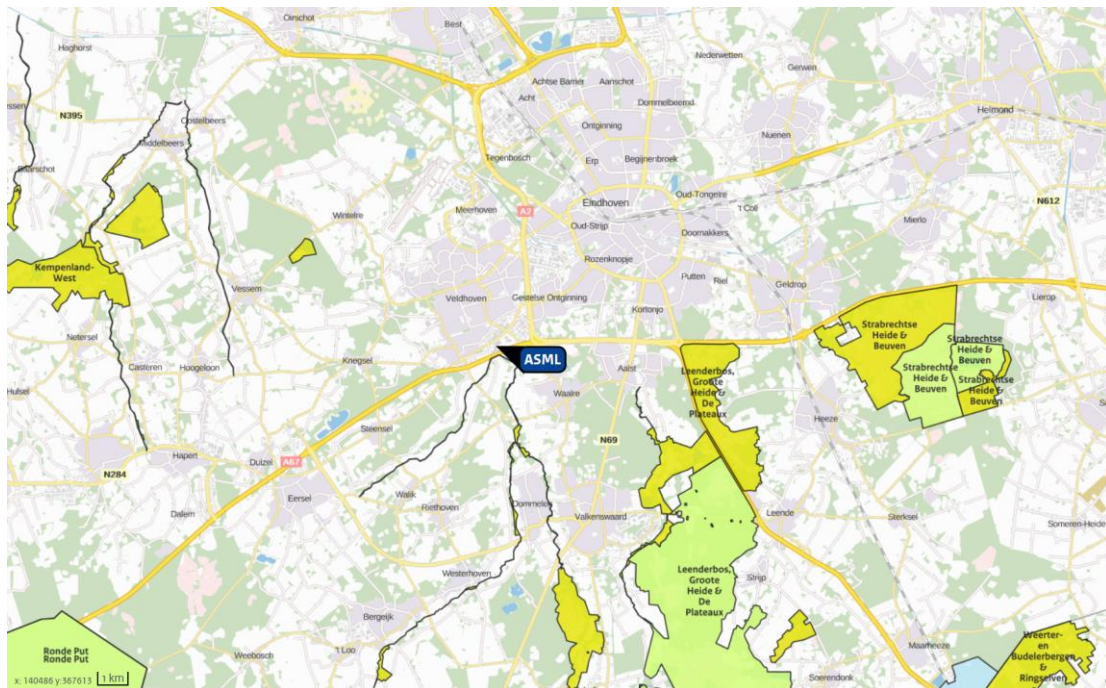 Oirschot
Best
Haghorst
Nederwetten
Gerwen
Achtse Barrier
Aanschot
Acht
Dommelbeemd
N395
Helmond
Oostelbeers
Ontginning
Middelbeers
Nuenen
Tegenbosch
Erp
Begijnenbroek
Oud-Tongelre
Eindhoven
't Coll
N612
Meerhoven
A2
Wintelre
Oud-Strijp
Mierlo
Doornakkers
Rozenknopje
Kempenland-
West
Putten
Riel
Geldrop
Vessem
Veldhoven
Gestelse Ontginning
Lierop
Kortonjo
Netersel
Strabrechtse
Heide &
Beuven
Strabrechtse
Heide &
Beuven
Knegsel
ASML
Casteren
Hoogeloon
Aalst
Leenderbos,
Groote
Heide &
De
Plateaux
Strabrechtse
Heide &
Beuven
Strabrechtse
Heide &
Beuven
Hulsel
Waalre
Steensel
Heeze
N69
Hapert
Duizel
A67
N284
Eersel
Walik
Riethoven
Dommelen
Valkenswaard
Leende
Sterksel
Someren-Heide
Dalem
Westerhoven
Leenderbos,
Groote
Heide &
De
Plateaux
Strijp
Bergeijk
Weerter-
en
Budelerbergen
&
Ringselven
Maarheeze
Ronde Put
Ronde Put
Weebosch
't Loo
Soerendonk
x: 140486 y:367613
1 km